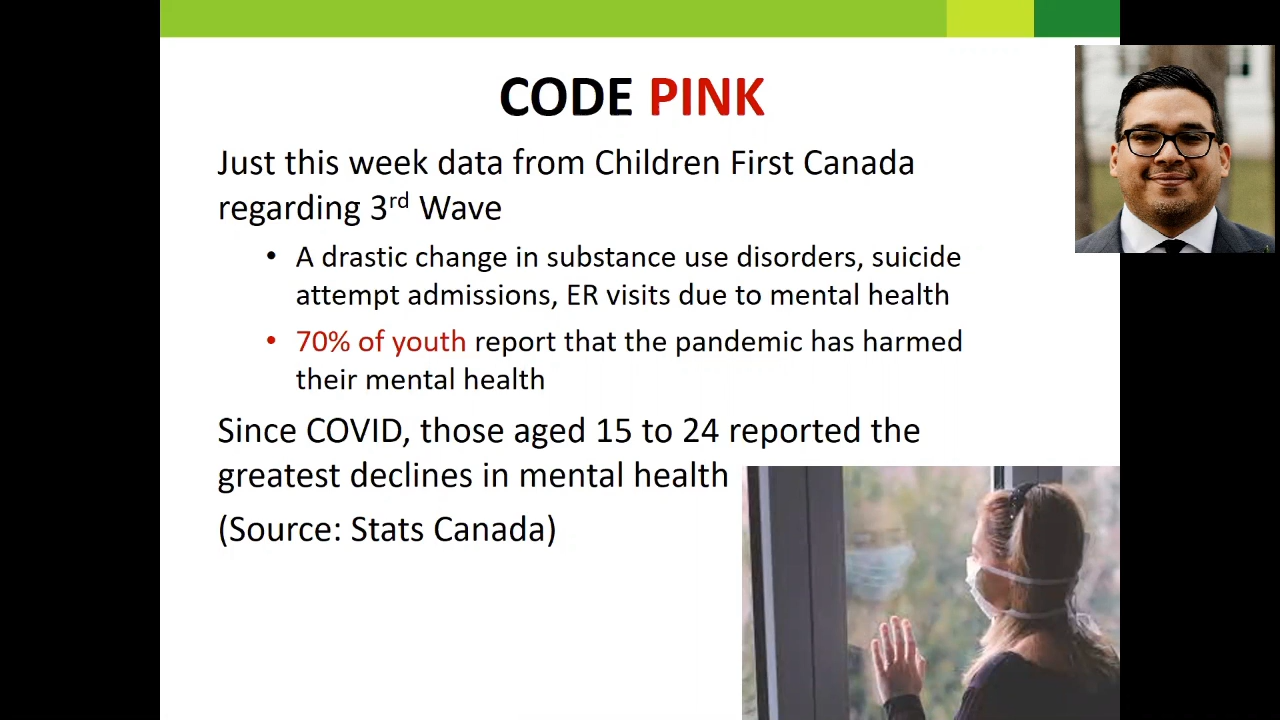 CODE PINK
Just this week data from Children First Canada
regarding 3rd Wave
• A drastic change in substance use disorders, suicide
attempt admissions, ER visits due to mental health
• 70% of youth report that the pandemic has harmed
their mental health
Since COVID, those aged 15 to 24 reported the
greatest declines in mental health
(Source: Stats Canada)